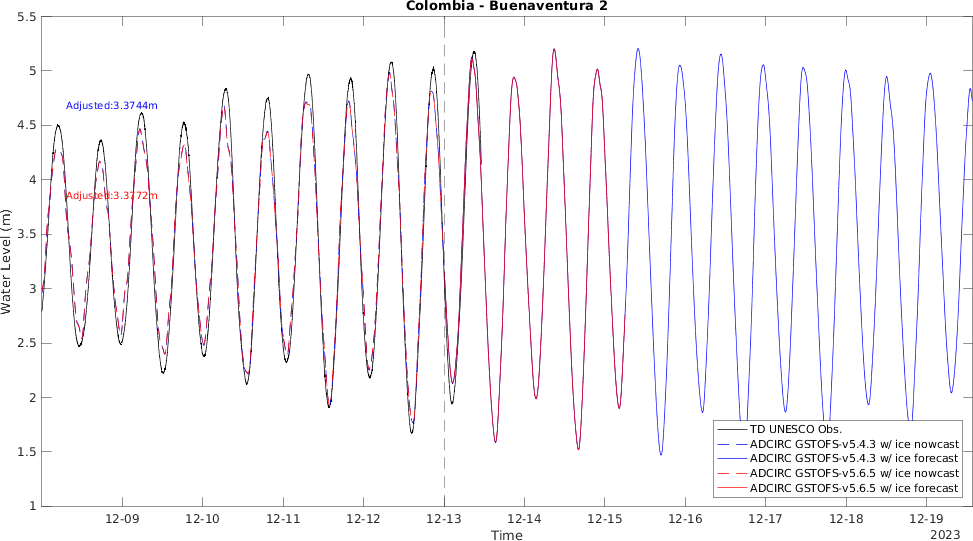 Colombia - Buenaventura 2
5.5
5
4.5
4
3.5
3
2.5
2
1.5
1
Water Level (m)
Adjusted:3.3744m
Adjusted:3.3772m
TD UNESCO Obs.
ADCIRC GSTOFS-v5.4.3 w/ ice nowcast
ADCIRC GSTOFS-v5.4.3 w/ ice forecast
ADCIRC GSTOFS-v5.6.5 w/ ice nowcast
ADCIRC GSTOFS-v5.6.5 w/ ice forecast
12-09 12-10 12-11 12-12 12-13 12-14 12-15 12-16 12-17 12-18 12-19
Time
2023